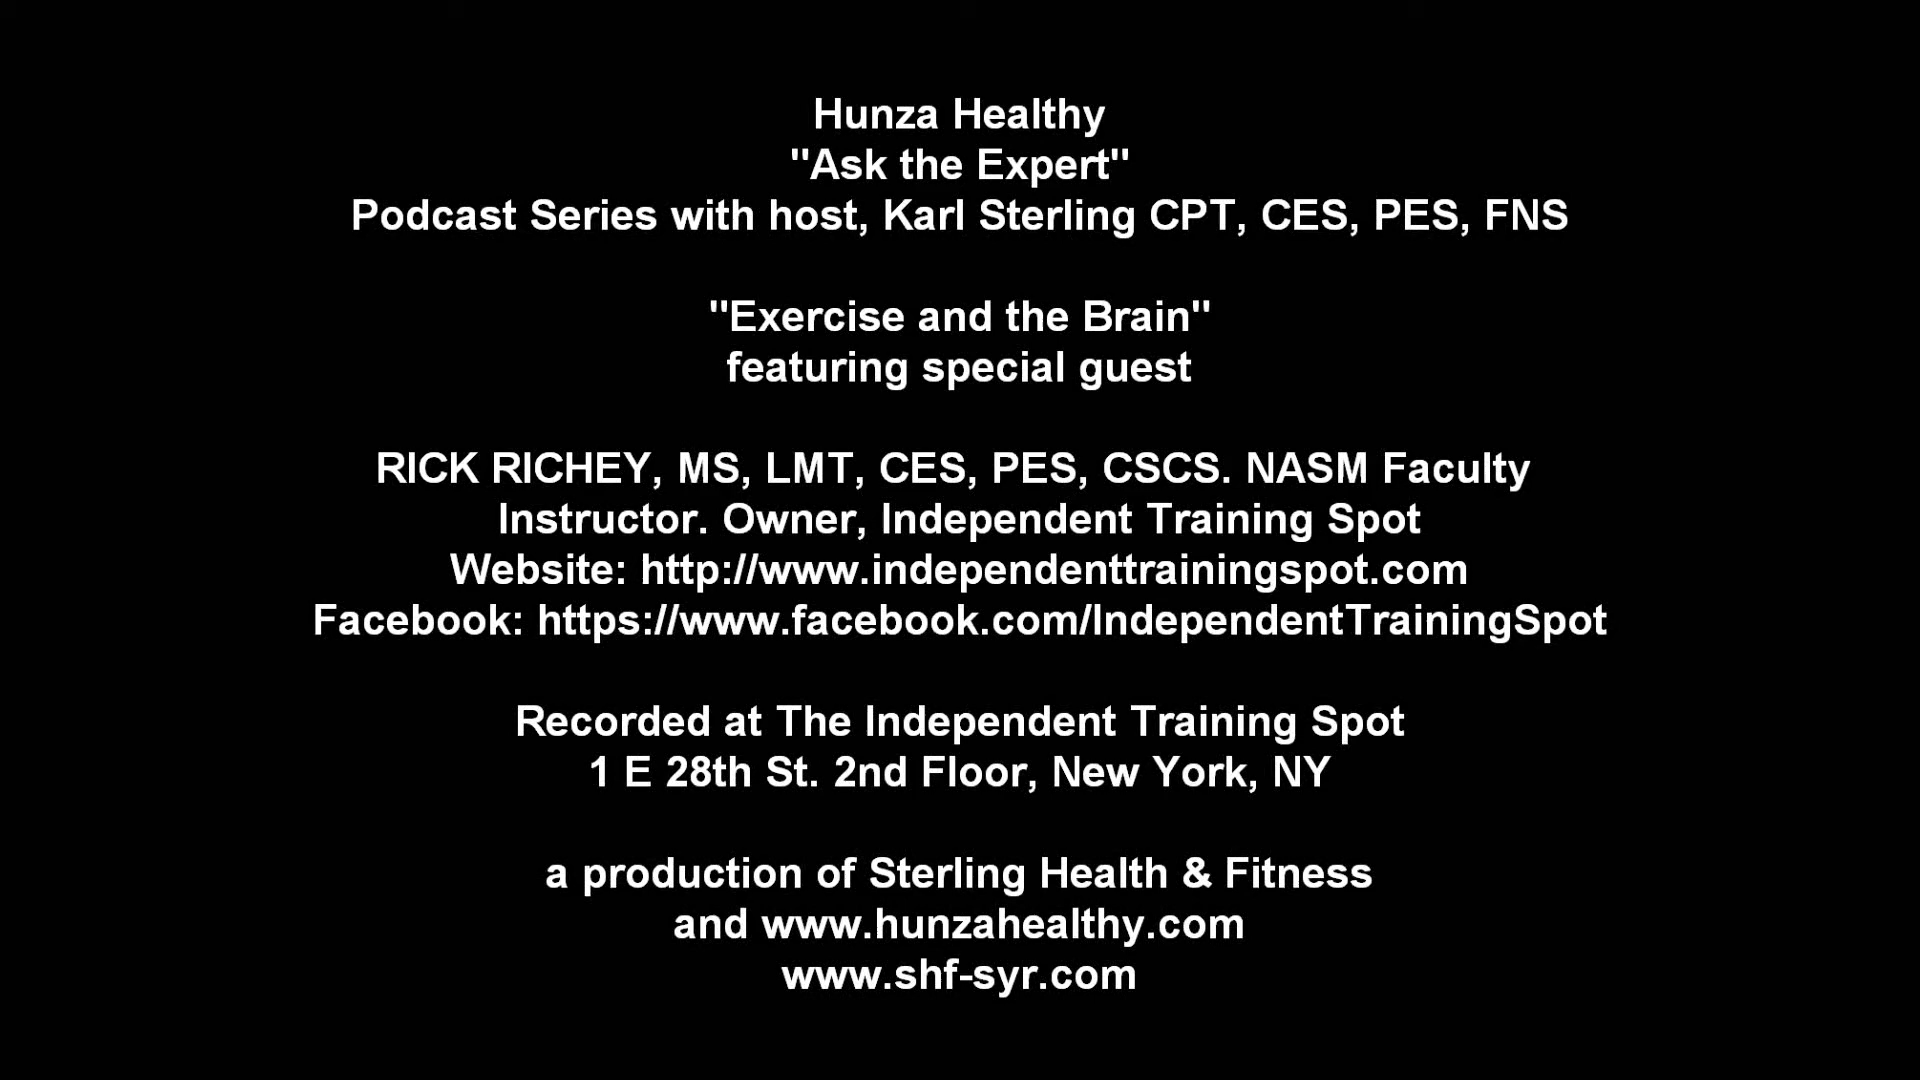 Hunza Healthy
"Ask the Expert"
Podcast Series with host, Karl Sterling CPT, CES, PES, FNS
"Exercise and the Brain"
featuring special guest
RICK RICHEY, MS, LMT, CES, PES, CSCS. NASM Faculty
Instructor. Owner, Independent Training Spot
Website: http://www.independenttrainingspot.com
Facebook: https://www.facebook.com/IndependentTrainingSpot
Recorded at The Independent Training Spot
1 E 28th St. 2nd Floor, New York, NY
a production of Sterling Health & Fitness
and www.hunzahealthy.com
www.shf-syr.com